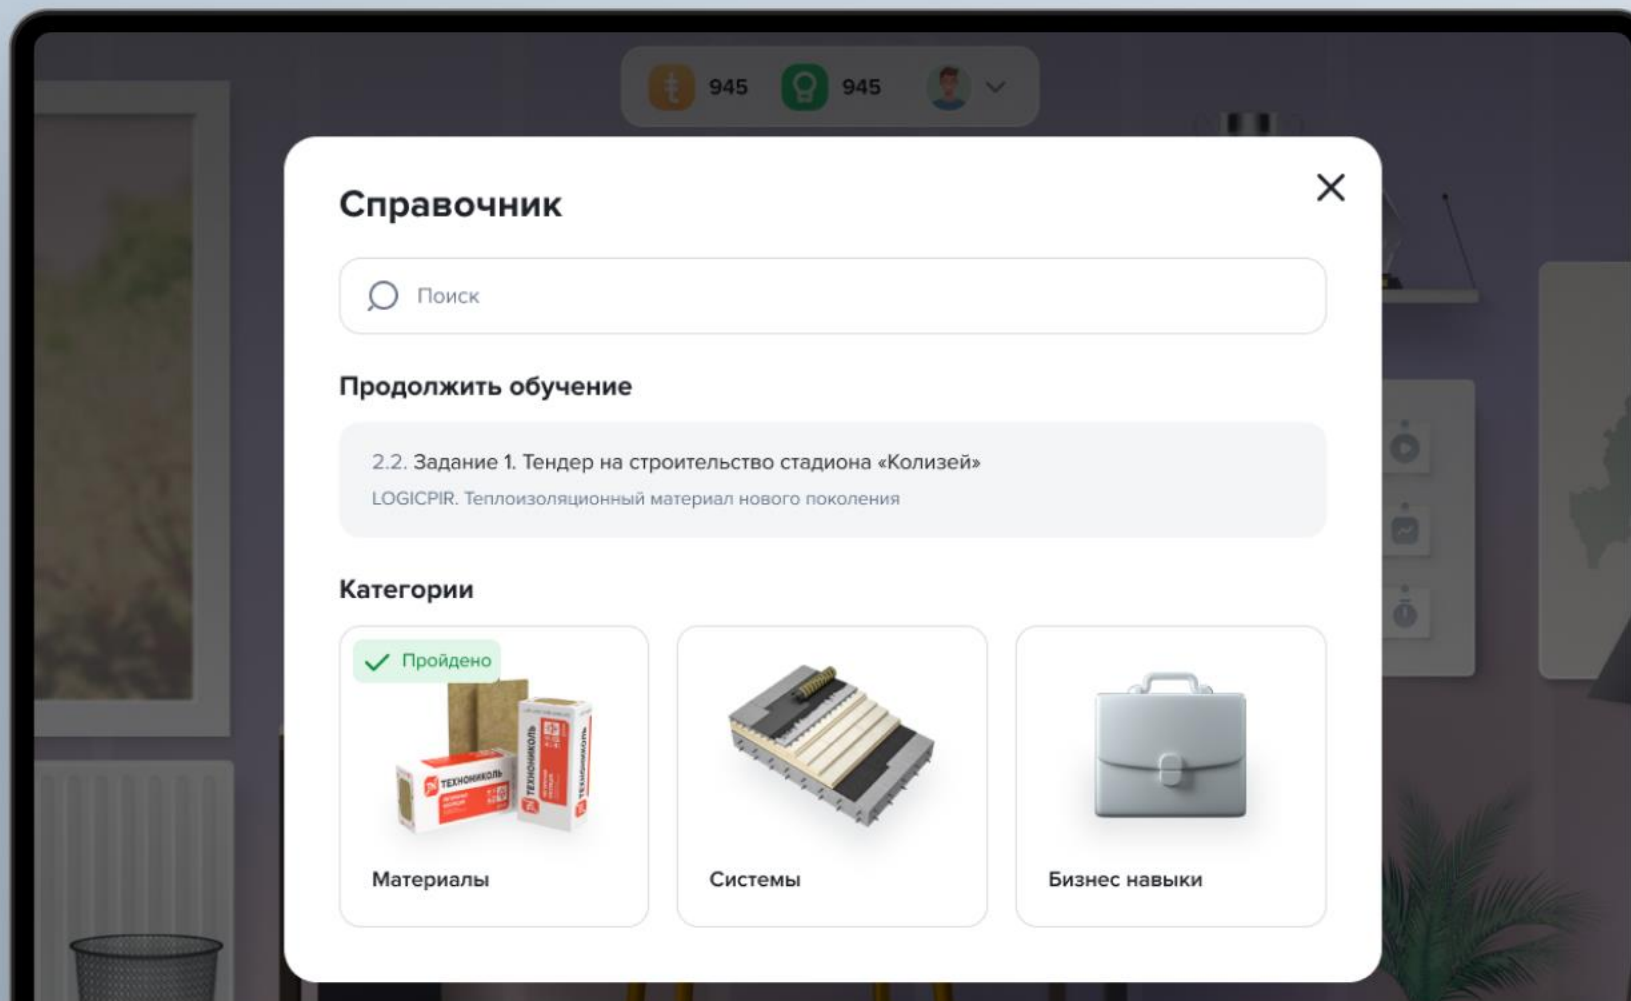 945
945
Справочник
Поиск
Продолжить обучение
2.2. Задание 1. Тендер на строительство стадиона «Колизей»
LOGICPIR. Теплоизоляционный материал нового поколения
Категории
Пройдено
ТЕХНОНИКОЛЬ
ТЕХНОНИКОЛЬ
ТЕХНОНИКОЛЬ
Материалы
Системы
Бизнес навыки